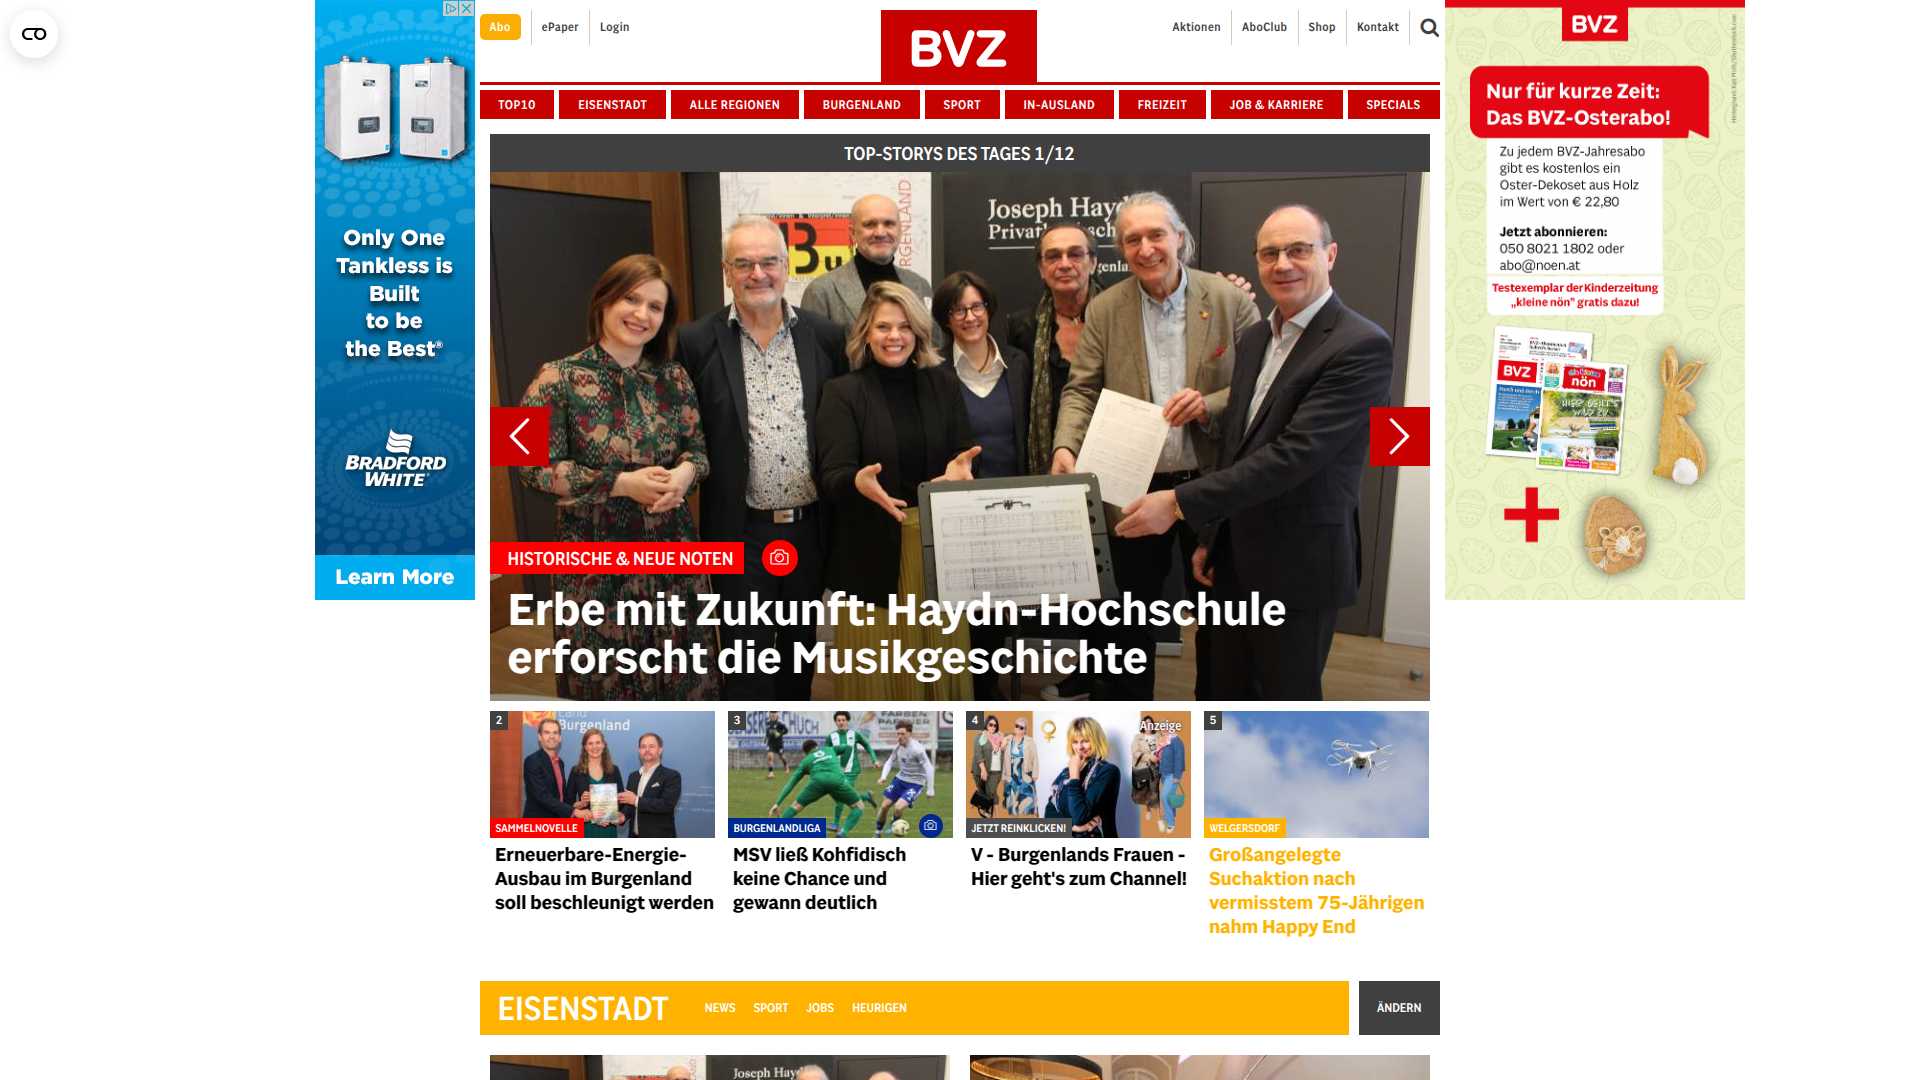 Abo
ePaper
Login
BVZ
Aktionen
AboClub
Shop
Kontakt
TOP10
EISENSTADT
ALLE REGIONEN
BURGENLAND
SPORT
IN-AUSLAND
FREIZEIT
JOB & KARRIERE
SPECIALS
Only One
Tankless is
Built
to be
the Best®
BRADFORD
WHITE
Learn More
TOP-STORYS DES TAGES 1/12
HISTORISCHE & NEUE NOTEN
Erbe mit Zukunft: Haydn-Hochschule
erforscht die Musikgeschichte
BVZ
Nur für kurze Zeit:
Das BVZ-Osterabo!
Zu jedem BVZ-Jahresabo
gibt es kostenlos ein
Oster-Dekoset aus Holz
im Wert von € 22,80
Jetzt abonnieren:
050 8021 1802 oder
abo@noen.at
Testexemplar der Kinderzeitung
„kleine nön" gratis dazu!
BVZ
nön
2
Burgenland
SAMMELNOVELLE
Erneuerbare-Energie-
Ausbau im Burgenland
soll beschleunigt werden
3
BURGENLANDLIGA
MSV ließ Kohfidisch
keine Chance und
gewann deutlich
4
Anzeige
JETZT REINKLICKEN!
V - Burgenlands Frauen -
Hier geht's zum Channel!
5
WELGERSDORF
Großangelegte
Suchaktion nach
vermisstem 75-Jährigen
nahm Happy End
EISENSTADT
NEWS
SPORT
JOBS
HEURIGEN
ÄNDERN